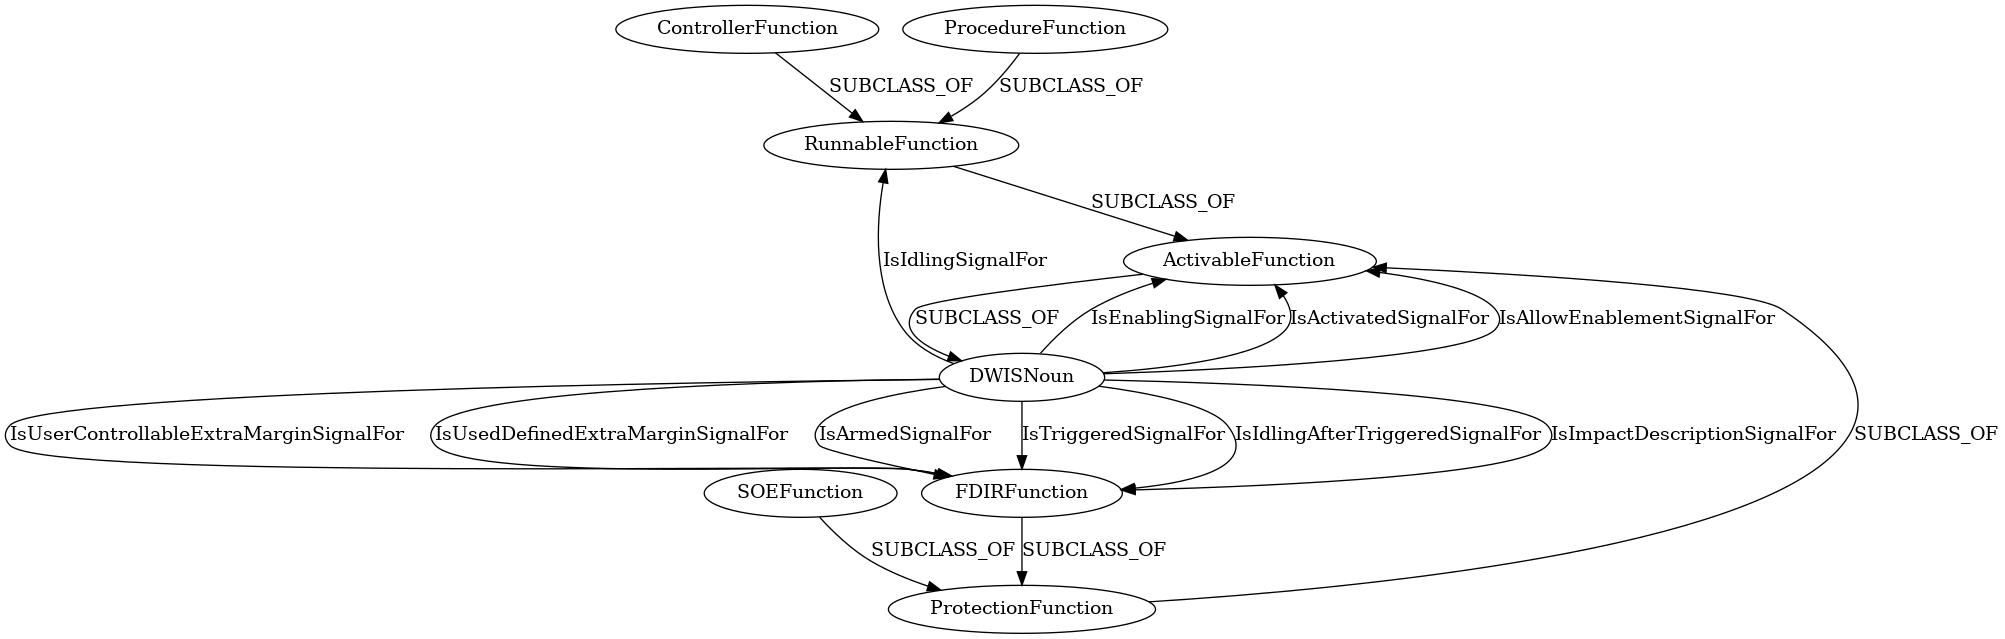 ControllerFunction
ProcedureFunction
SUBCLASS_OF
SUBCLASS_OF
RunnableFunction
SUBCLASS_OF
IsIdlingSignalFor
ActivableFunction
SUBCLASS_OF
IsEnablingSignalFor
IsActivatedSignalFor
IsAllowEnablementSignalFor
DWISNoun
IsUserControllableExtraMarginSignalFor
IsUsedDefinedExtraMarginSignalFor
IsArmedSignalFor
IsTriggeredSignalFor
IsIdlingAfterTriggeredSignalFor
IsImpactDescriptionSignalFor
SUBCLASS_OF
SOEFunction
FDIRFunction
SUBCLASS_OF
SUBCLASS_OF
ProtectionFunction